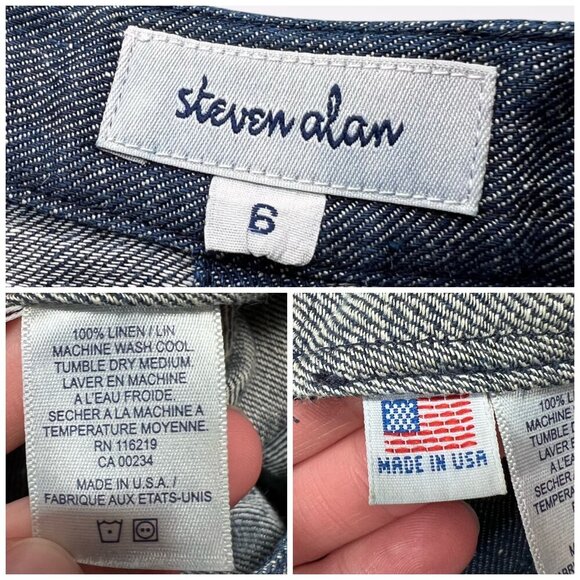 steven alan
6
100% LINEN / LIN
MACHINE WASH COOL
TUMBLE DRY MEDIUM.
LAVER EN MACHINE
A L'EAU FROIDE.
SECHER A LA MACHINE A
TEMPERATURE MOYENNE.
RN 116219
CA 00234
MADE IN U.S.A. /
FABRIQUE AUX ETATS-UNIS
MADE IN USA
100% L
MACHIN
TUMBLE D
LAVER
A L'E
SECHER A
TEMPERAT